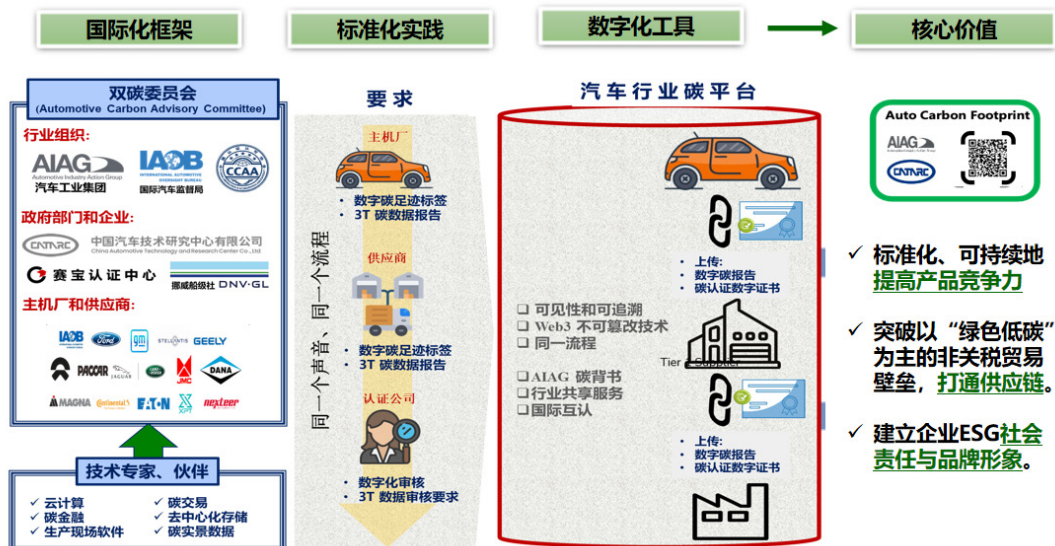 国际化框架
标准化实践
数字化工具
核心价值
双碳委员会
(Automotive Carbon Advisory Committee)
行业组织:
AIAG
Automotive Industry Action Group
汽车工业集团
IAOB
INTERNATIONAL AUTOMOTIVE
OVERSIGHT BUREAU
国际汽车监督局
CCAA
政府部门和企业:
CATARC
中国汽车技术研究中心有限公司
China Automotive Technology and Research Center Co., Ltd
赛宝认证中心
挪威船级社 DNV·GL
主机厂和供应商:
IAOB
Ford
gm
STELLANTIS
GEELY
PACCAR
JAGUAR
JMC
DANA
MAGNA
Continental
EATON
nexteer
技术专家、伙伴
✓ 云计算
✓ 碳金融
✓ 生产现场软件
✓ 碳交易
✓ 去中心化存储
✓ 碳实景数据
要求
同一个声音、同一个流程
主机厂
• 数字碳足迹标签
• 3T 碳数据报告
供应商
• 数字碳足迹标签
• 3T 碳数据报告
认证公司
• 数字化审核
• 3T 数据审核要求
汽车行业碳平台
• 上传:
• 数字碳报告
• 碳认证数字证书
❑ 可见性和可追溯
❑ Web3 不可篡改技术
❑ 同一流程
❑ AIAG 碳背书
❑ 行业共享服务
❑ 国际互认
• 上传:
• 数字碳报告
• 碳认证数字证书
Auto Carbon Footprint
AIAG
CATARC
✓ 标准化、可持续地
提高产品竞争力
✓ 突破以“绿色低碳”
为主的非关税贸易
壁垒，打通供应链。
✓ 建立企业ESG社会
责任与品牌形象。